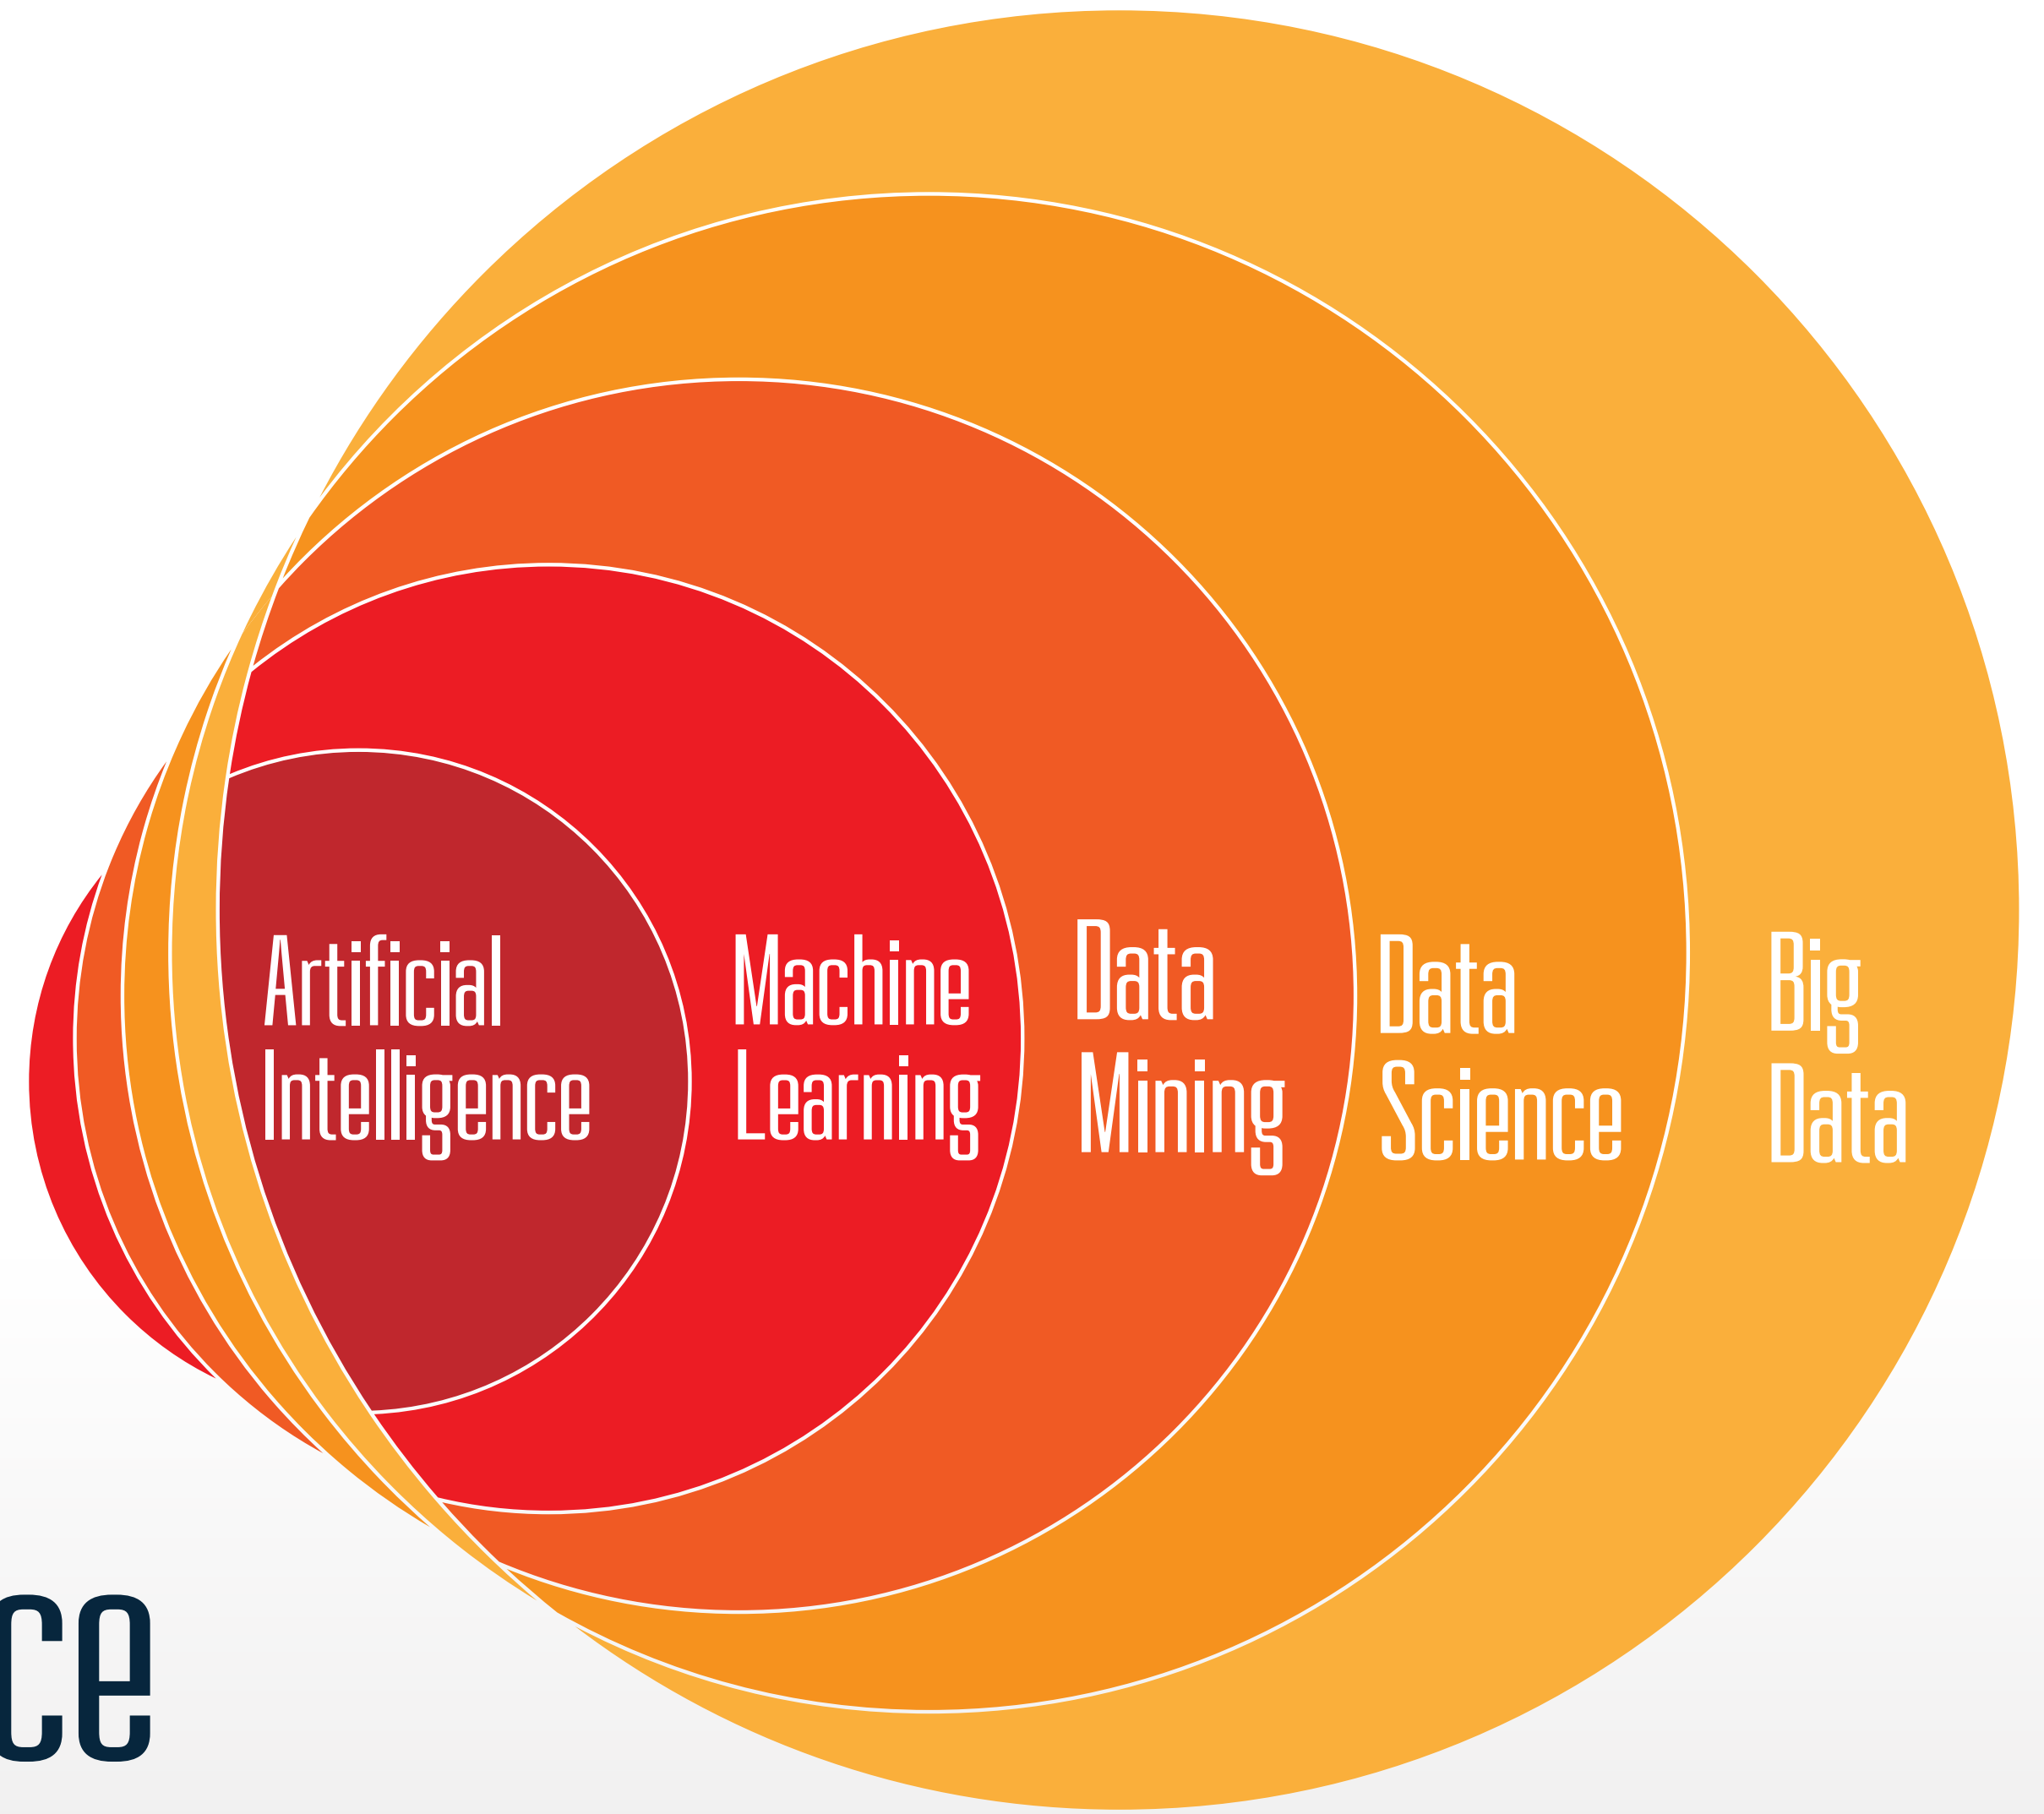 Artificial
Intelligence
Machine
Learning
Data
Mining
Data
Science
Big
Data
ce